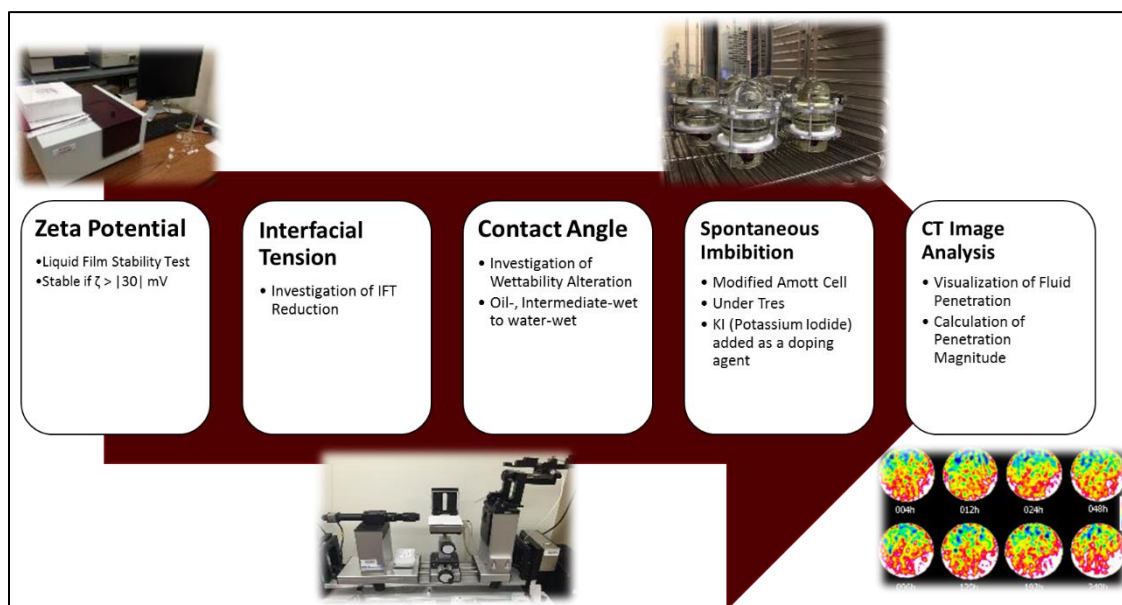 Zeta Potential
•Liquid Film Stability Test
•Stable if ζ > |30| mV
Interfacial
Tension
• Investigation of IFT
Reduction
Contact Angle
• Investigation of
Wettability Alteration
• Oil-, Intermediate-wet
to water-wet
Spontaneous
Imbibition
• Modified Amott Cell
• Under Tres
• KI (Potassium Iodide)
added as a doping
agent
CT Image
Analysis
• Visualization of Fluid
Penetration
• Calculation of
Penetration
Magnitude
004h 012h 024h 048h